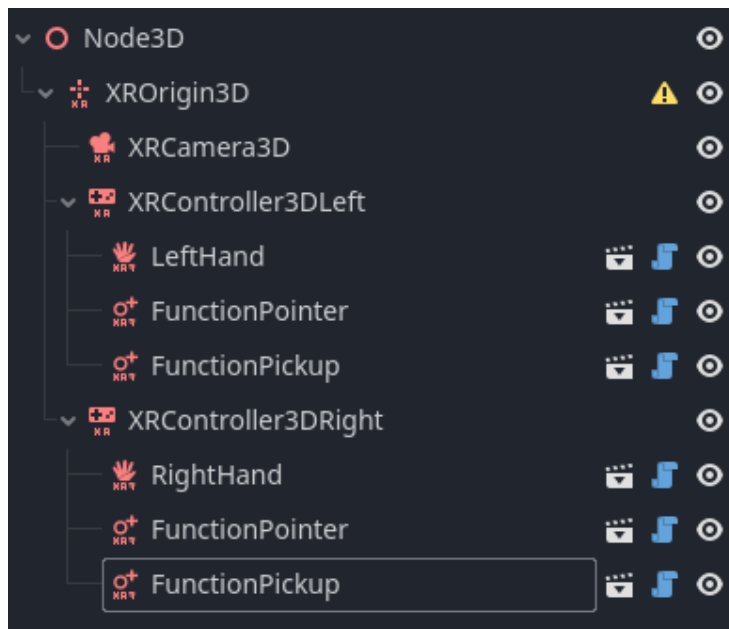 Node3D
XROrigin3D
XRCamera3D
XRController3DLeft
LeftHand
FunctionPointer
FunctionPickup
XRController3DRight
RightHand
FunctionPointer
FunctionPickup